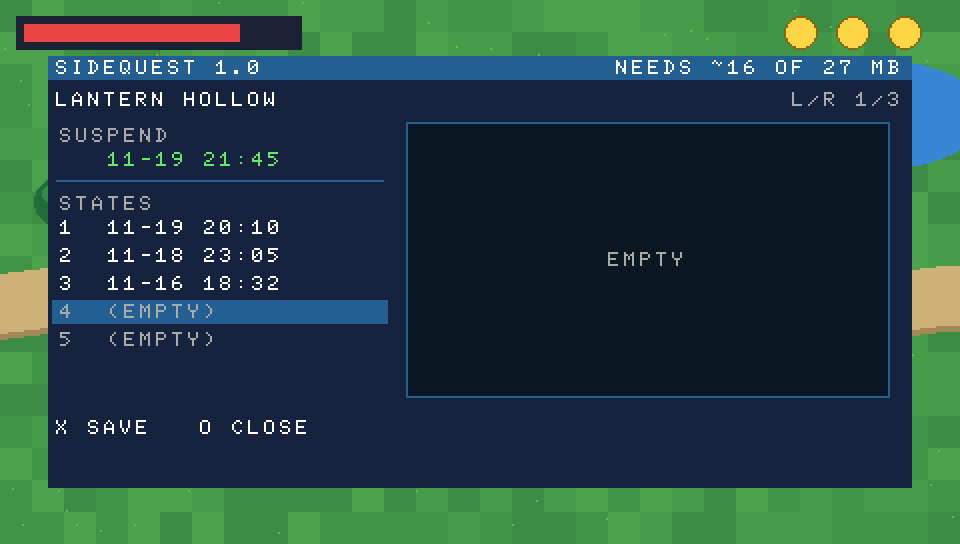 SIDEQUEST 1.0 NEEDS ~16 OF 27 MB
LANTERN HOLLOW L/R 1/3
SUSPEND
11-19 21:45
STATES
1 11-19 20:10
2 11-18 23:05
3 11-16 18:32
4 (EMPTY)
5 (EMPTY)
EMPTY
X SAVE O CLOSE